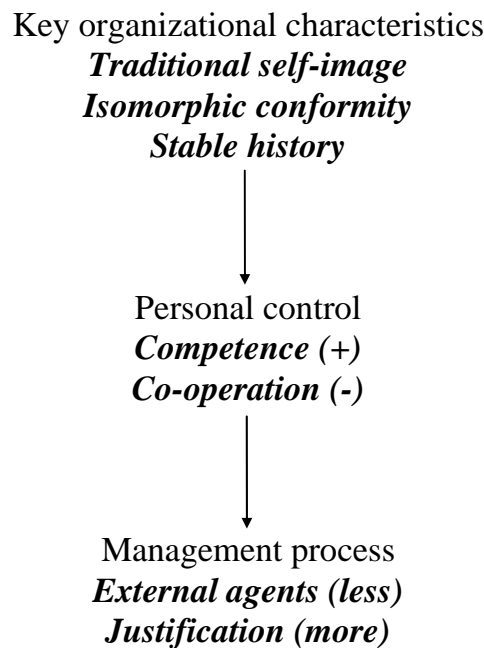 Key organizational characteristics
Traditional self-image
Isomorphic conformity
Stable history
Personal control
Competence (+)
Co-operation (-)
Management process
External agents (less)
Justification (more)